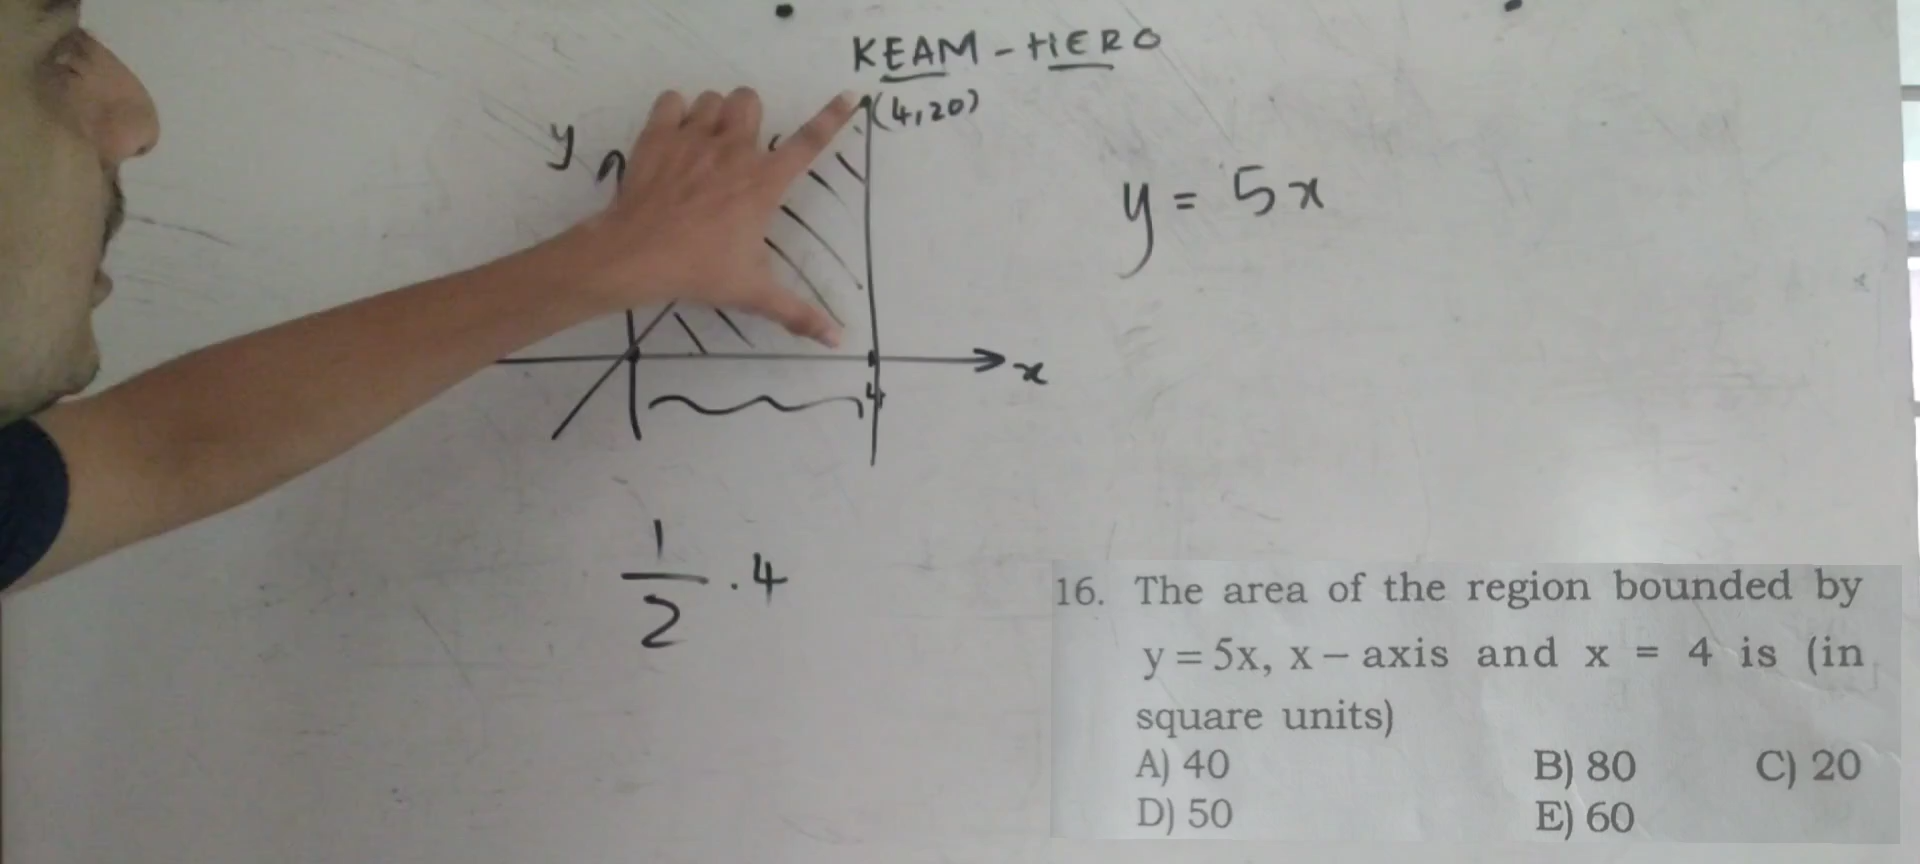 KEAM - HERO
(4,20)
y
y = 5x
x
4
1
2 . 4
16. The area of the region bounded by
y = 5x, x – axis and x = 4 is (in
square units)
A) 40 B) 80 C) 20
D) 50 E) 60